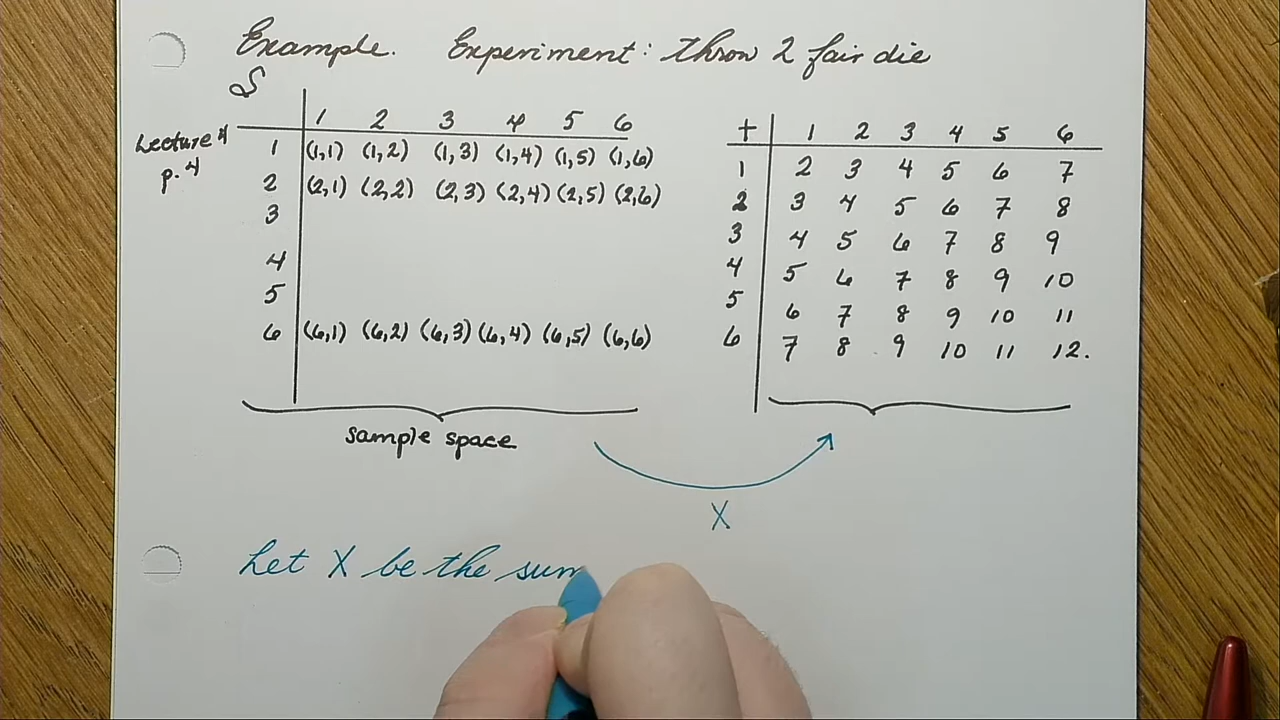 Example. Experiment: throw 2 fair die
S
Lecture 4
p. 4
1 2 3 4 5 6
1 (1,1) (1,2) (1,3) (1,4) (1,5) (1,6)
2 (2,1) (2,2) (2,3) (2,4) (2,5) (2,6)
3
4
5
6 (6,1) (6,2) (6,3) (6,4) (6,5) (6,6)
sample space
+ 1 2 3 4 5 6
1 2 3 4 5 6 7
2 3 4 5 6 7 8
3 4 5 6 7 8 9
4 5 6 7 8 9 10
5 6 7 8 9 10 11
6 7 8 9 10 11 12.
X
Let X be the sum